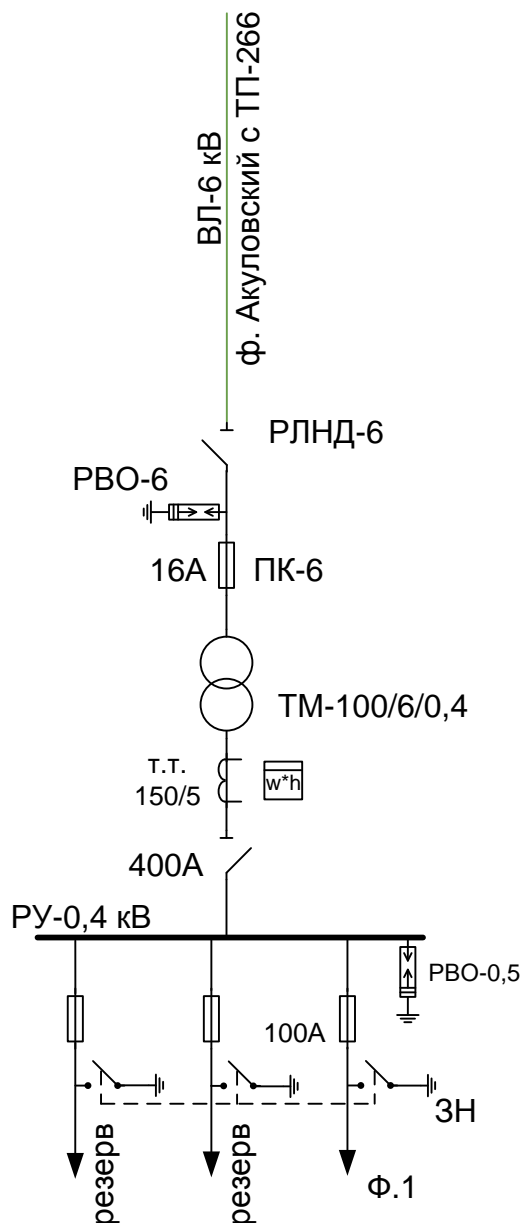 ВЛ-6 кВ
ф. Акуловский с ТП-266
РЛНД-6
РВО-6
16А
ПК-6
ТМ-100/6/0,4
т.т.
150/5
w*h
400А
РУ-0,4 кВ
РВО-0,5
100А
ЗН
резерв
резерв
Ф.1